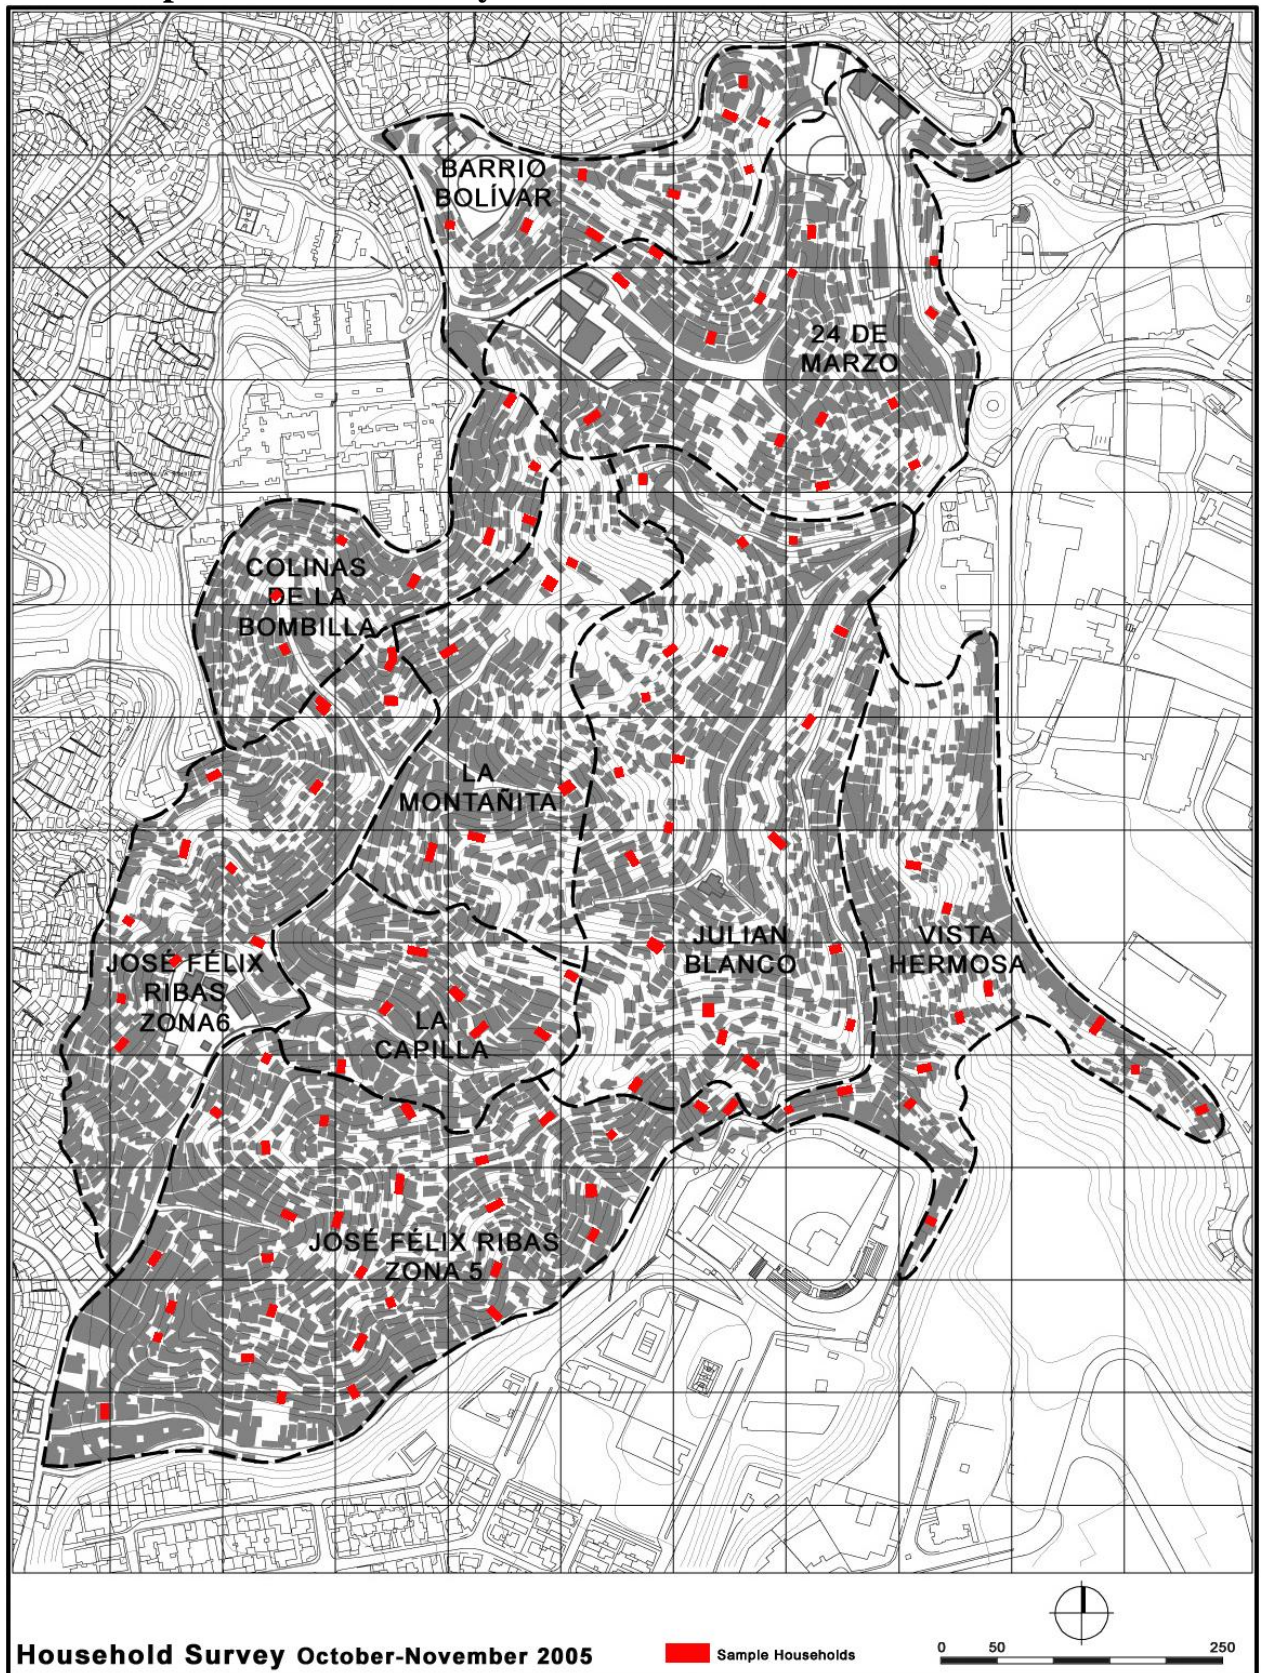 BARRIO
BOLÍVAR
24 DE
MARZO
COLINAS
DE LA
BOMBILLA
LA
MONTAÑITA
JULIAN
BLANCO
VISTA
HERMOSA
JOSÉ FÉLIX
RIBAS
ZONA6
LA
CAPILLA
JOSÉ FÉLIX RIBAS
ZONA 5
Household Survey October-November 2005
Sample Households
0 50 250